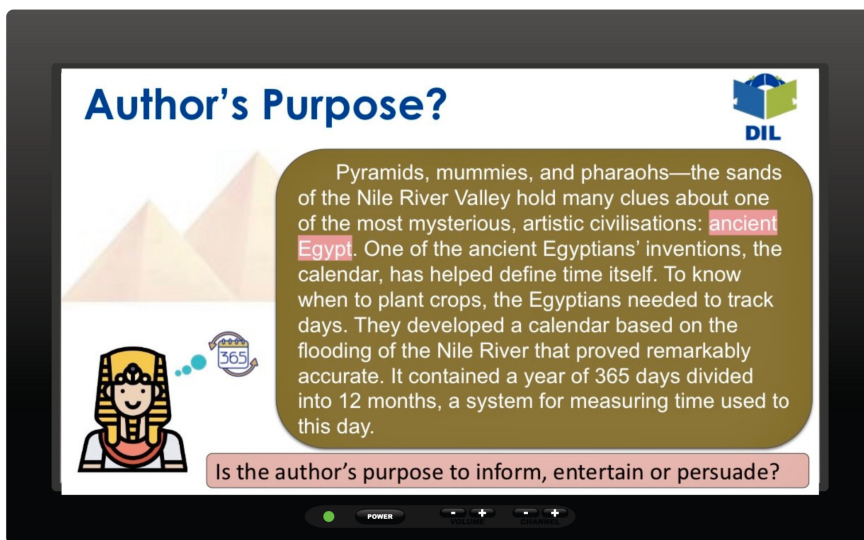 Author's Purpose?
DIL
Pyramids, mummies, and pharaohs—the sands
of the Nile River Valley hold many clues about one
of the most mysterious, artistic civilisations: ancient
Egypt. One of the ancient Egyptians' inventions, the
calendar, has helped define time itself. To know
when to plant crops, the Egyptians needed to track
days. They developed a calendar based on the
flooding of the Nile River that proved remarkably
accurate. It contained a year of 365 days divided
into 12 months, a system for measuring time used to
this day.
365
Is the author's purpose to inform, entertain or persuade?
POWER
- +
VOLUME
- +
CHANNEL